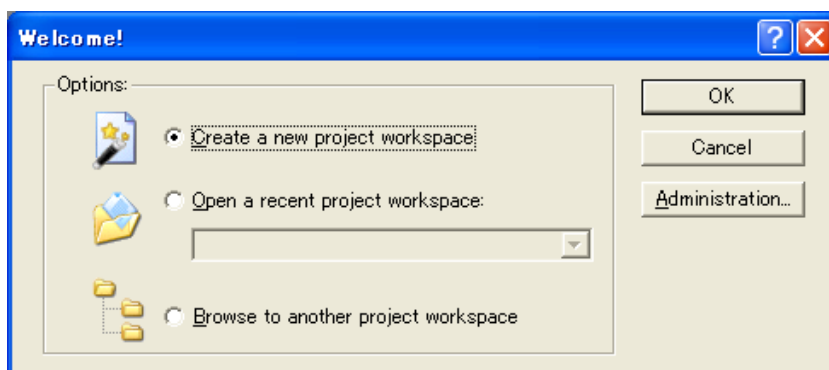 Welcome!
Options:
Create a new project workspace
Open a recent project workspace:
Browse to another project workspace
OK
Cancel
Administration...